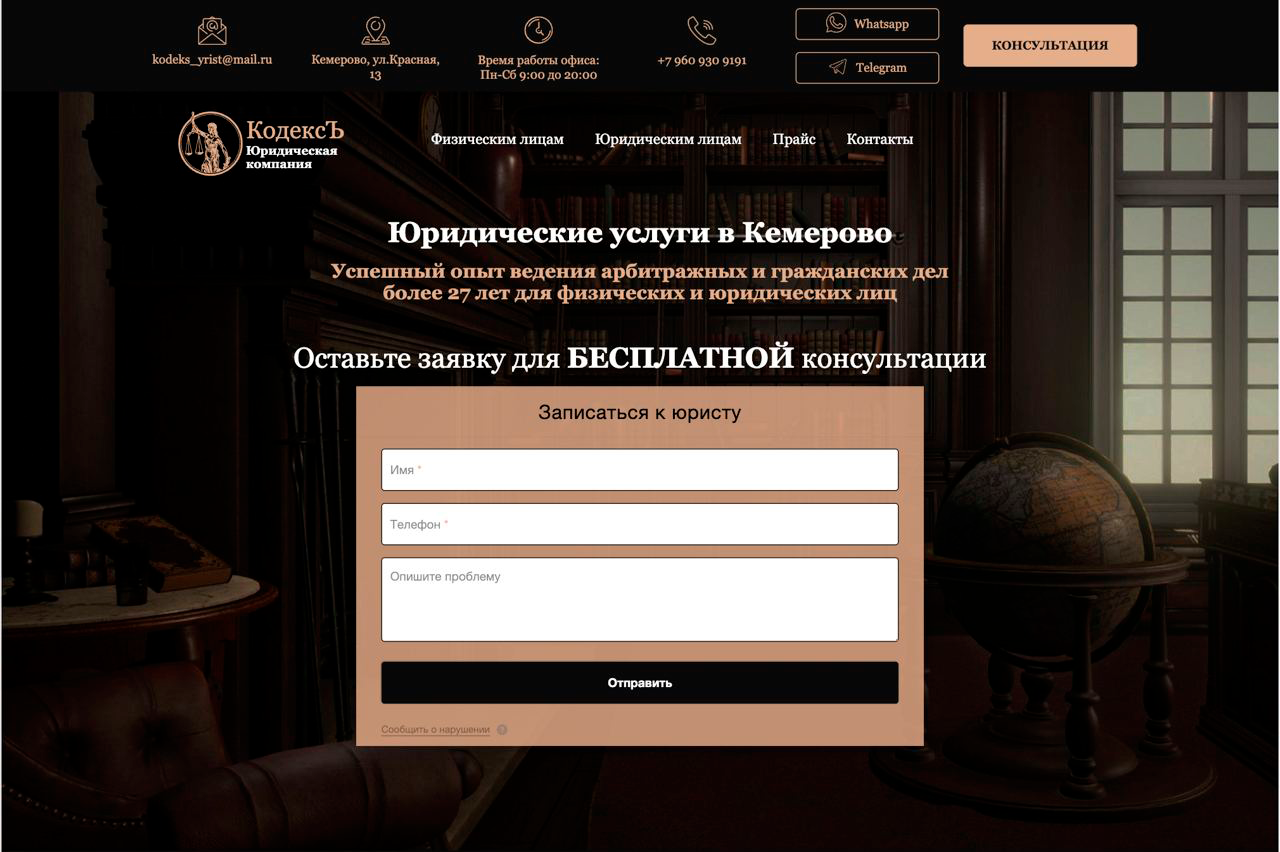 kodeks_yrist@mail.ru
Кемерово, ул.Красная,
13
Время работы офиса:
Пн-Сб 9:00 до 20:00
+7 960 930 9191
Whatsapp
Telegram
КОНСУЛЬТАЦИЯ
КодексЪ
Юридическая
компания
Физическим лицам
Юридическим лицам
Прайс
Контакты
Юридические услуги в Кемерово
Успешный опыт ведения арбитражных и гражданских дел
более 27 лет для физических и юридических лиц
Оставьте заявку для БЕСПЛАТНОЙ консультации
Записаться к юристу
Имя *
Телефон *
Опишите проблему
Отправить
Сообщить о нарушении ?